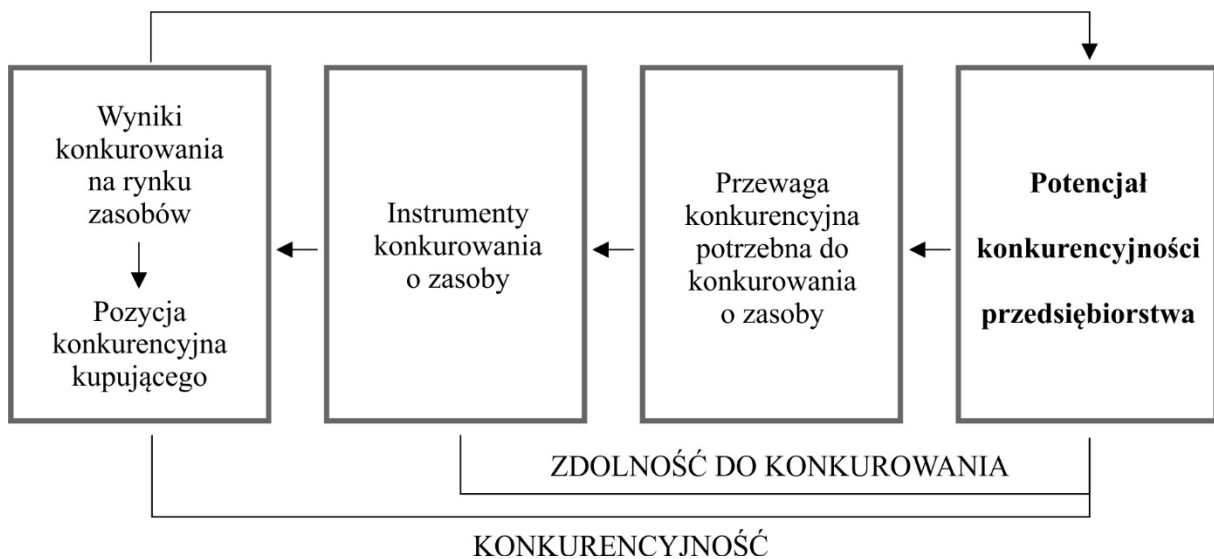 Wyniki
konkurowania
na rynku
zasobów
Pozycja
konkurencyjna
kupującego
Instrumenty
konkurowania
o zasoby
Przewaga
konkurencyjna
potrzebna do
konkurowania
o zasoby
Potencjał
konkurencyjności
przedsiębiorstwa
ZDOLNOŚĆ DO KONKUROWANIA
KONKURENCYJNOŚĆ